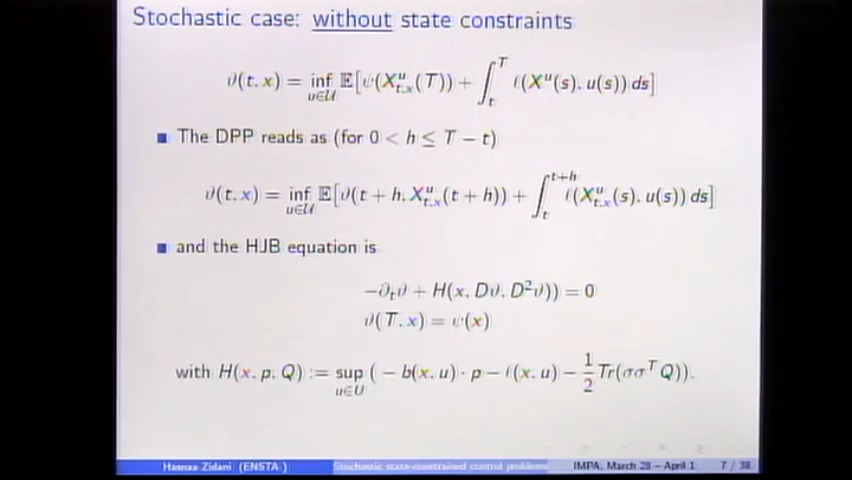 Stochastic case: without state constraints
ϑ(t,x) = inf_{u∈𝒰} 𝔼[ψ(X^u_{t,x}(T)) + ∫_t^T ℓ(X^u(s), u(s)) ds]
■ The DPP reads as (for 0 < h ≤ T − t)
ϑ(t,x) = inf_{u∈𝒰} 𝔼[ϑ(t + h, X^u_{t,x}(t + h)) + ∫_t^{t+h} ℓ(X^u_{t,x}(s), u(s)) ds]
■ and the HJB equation is
−∂_tϑ + H(x, Dϑ, D²ϑ)) = 0
ϑ(T, x) = ψ(x)
with H(x, p, Q) := sup_{u∈U} ( − b(x, u) · p − ℓ(x, u) − 1/2 Tr(σσ^T Q)).
Hasnaa Zidani (ENSTA ) Stochastic state-constrained control problems IMPA, March 28 – April 1 7 / 38